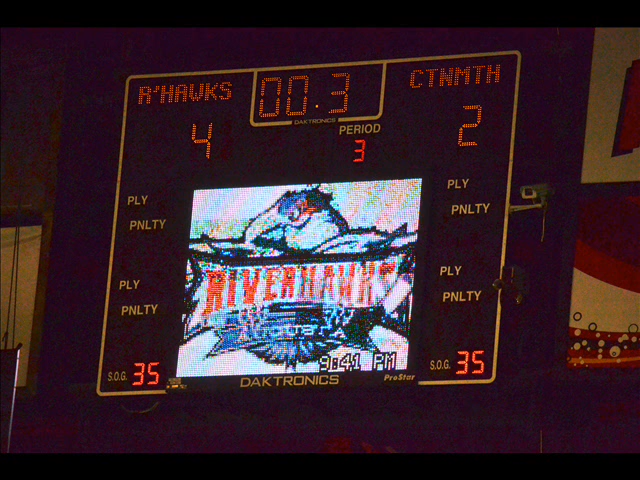 R'HAWKS 00.3 CTNMTH
DAKTRONICS
4 PERIOD 2
3
PLY PLY
PNLTY PNLTY
RIVERHAWKS
PLY PLY
PNLTY PNLTY
9:41 PM
S.O.G. 35 S.O.G. 35
DAKTRONICS ProStar